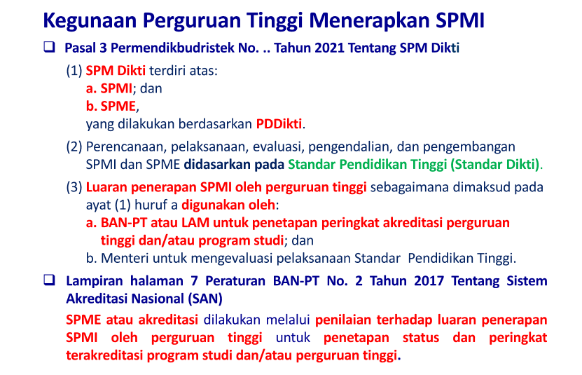 Kegunaan Perguruan Tinggi Menerapkan SPMI
❑ Pasal 3 Permendikbudristek No. .. Tahun 2021 Tentang SPM Dikti
(1) SPM Dikti terdiri atas:
a. SPMI; dan
b. SPME,
yang dilakukan berdasarkan PDDikti.
(2) Perencanaan, pelaksanaan, evaluasi, pengendalian, dan pengembangan
SPMI dan SPME didasarkan pada Standar Pendidikan Tinggi (Standar Dikti).
(3) Luaran penerapan SPMI oleh perguruan tinggi sebagaimana dimaksud pada
ayat (1) huruf a digunakan oleh:
a. BAN-PT atau LAM untuk penetapan peringkat akreditasi perguruan
tinggi dan/atau program studi; dan
b. Menteri untuk mengevaluasi pelaksanaan Standar Pendidikan Tinggi.
❑ Lampiran halaman 7 Peraturan BAN-PT No. 2 Tahun 2017 Tentang Sistem
Akreditasi Nasional (SAN)
SPME atau akreditasi dilakukan melalui penilaian terhadap luaran penerapan
SPMI oleh perguruan tinggi untuk penetapan status dan peringkat
terakreditasi program studi dan/atau perguruan tinggi.